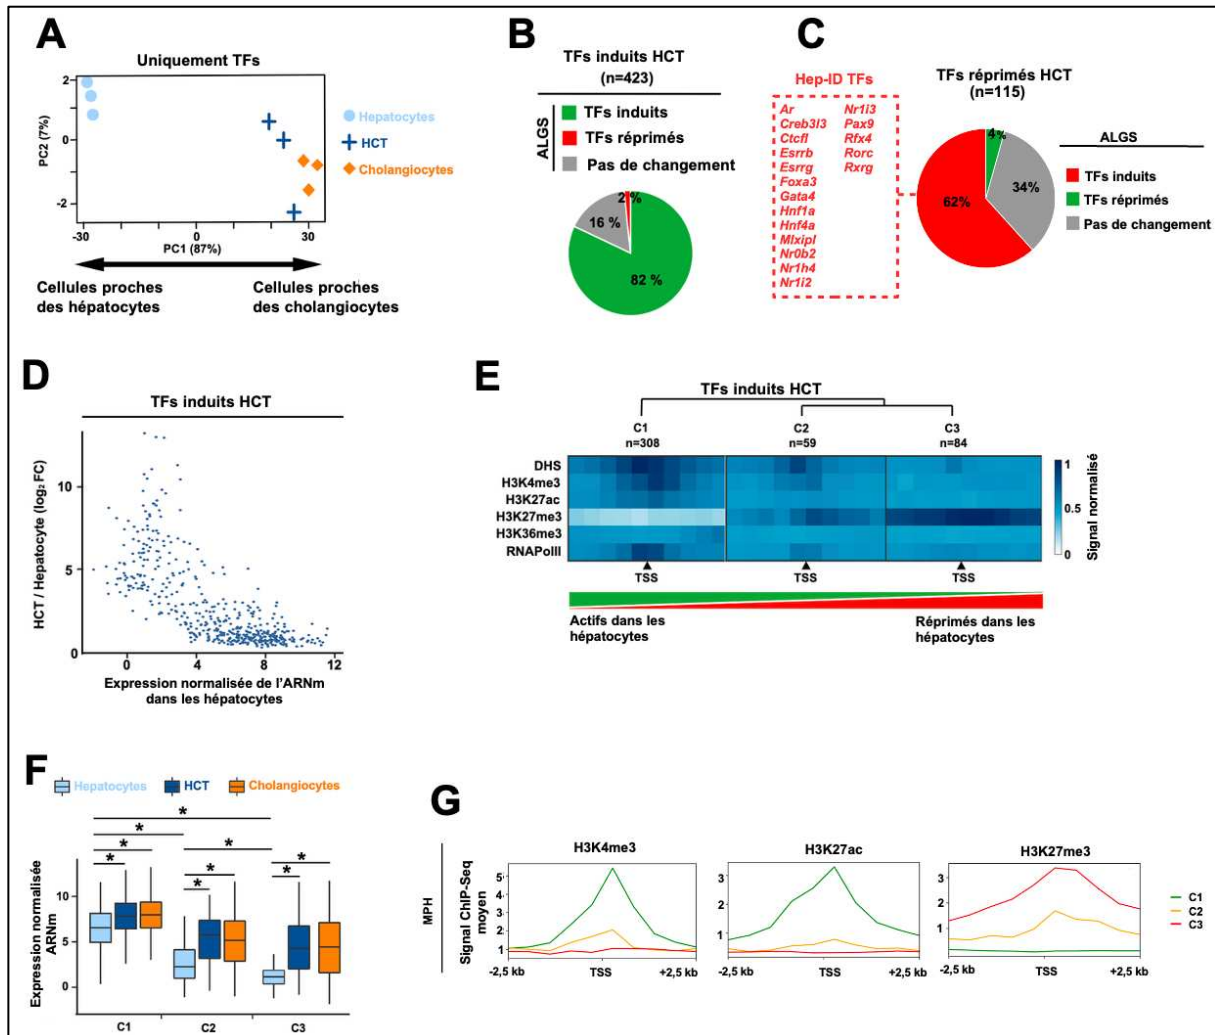 A
Uniquement TFs
2
0
-2
PC2 (7%)
-30
30
PC1 (87%)
Hepatocytes
HCT
Cholangiocytes
Cellules proches
des hépatocytes
Cellules proches
des cholangiocytes
B
TFs induits HCT
(n=423)
ALGS
TFs induits
TFs réprimés
Pas de changement
2 %
16 %
82 %
C
Hep-ID TFs
Ar
Creb3l3
Ctcfl
Esrrb
Esrrg
Foxa3
Gata4
Hnf1a
Hnf4a
Mlxipl
Nr0b2
Nr1h4
Nr1i2
Nr1i3
Pax9
Rfx4
Rorc
Rxrg
TFs réprimés HCT
(n=115)
4%
34%
62%
ALGS
TFs induits
TFs réprimés
Pas de changement
D
TFs induits HCT
HCT / Hepatocyte (log2 FC)
10
5
0
0 4 8 12
Expression normalisée de l'ARNm
dans les hépatocytes
E
TFs induits HCT
C1
n=308
C2
n=59
C3
n=84
DHS
H3K4me3
H3K27ac
H3K27me3
H3K36me3
RNAPolII
TSS TSS TSS
1
0.5
0
Signal normalisé
Actifs dans les
hépatocytes
Réprimés dans les
hépatocytes
F
Hepatocytes HCT Cholangiocytes
* * * * * * * * *
Expression normalisée
ARNm
10
5
0
C1 C2 C3
G
MPH
Signal ChIP-Seq
moyen
H3K4me3
5
4
3
2
1
-2,5 kb TSS +2,5 kb
H3K27ac
3
2
1
-2,5 kb TSS +2,5 kb
H3K27me3
3
2
1
-2,5 kb TSS +2,5 kb
C1
C2
C3